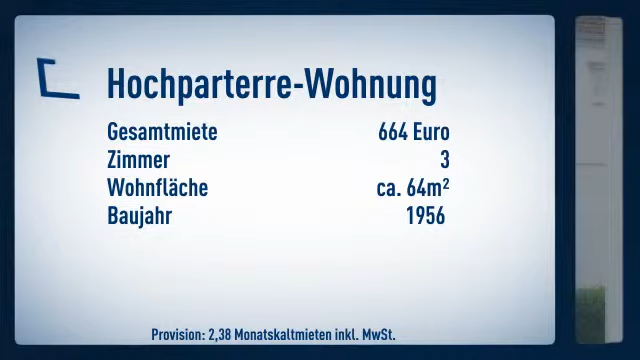 Hochparterre-Wohnung
Gesamtmiete 664 Euro
Zimmer 3
Wohnfläche ca. 64m²
Baujahr 1956
Provision: 2,38 Monatskaltmieten inkl. MwSt.